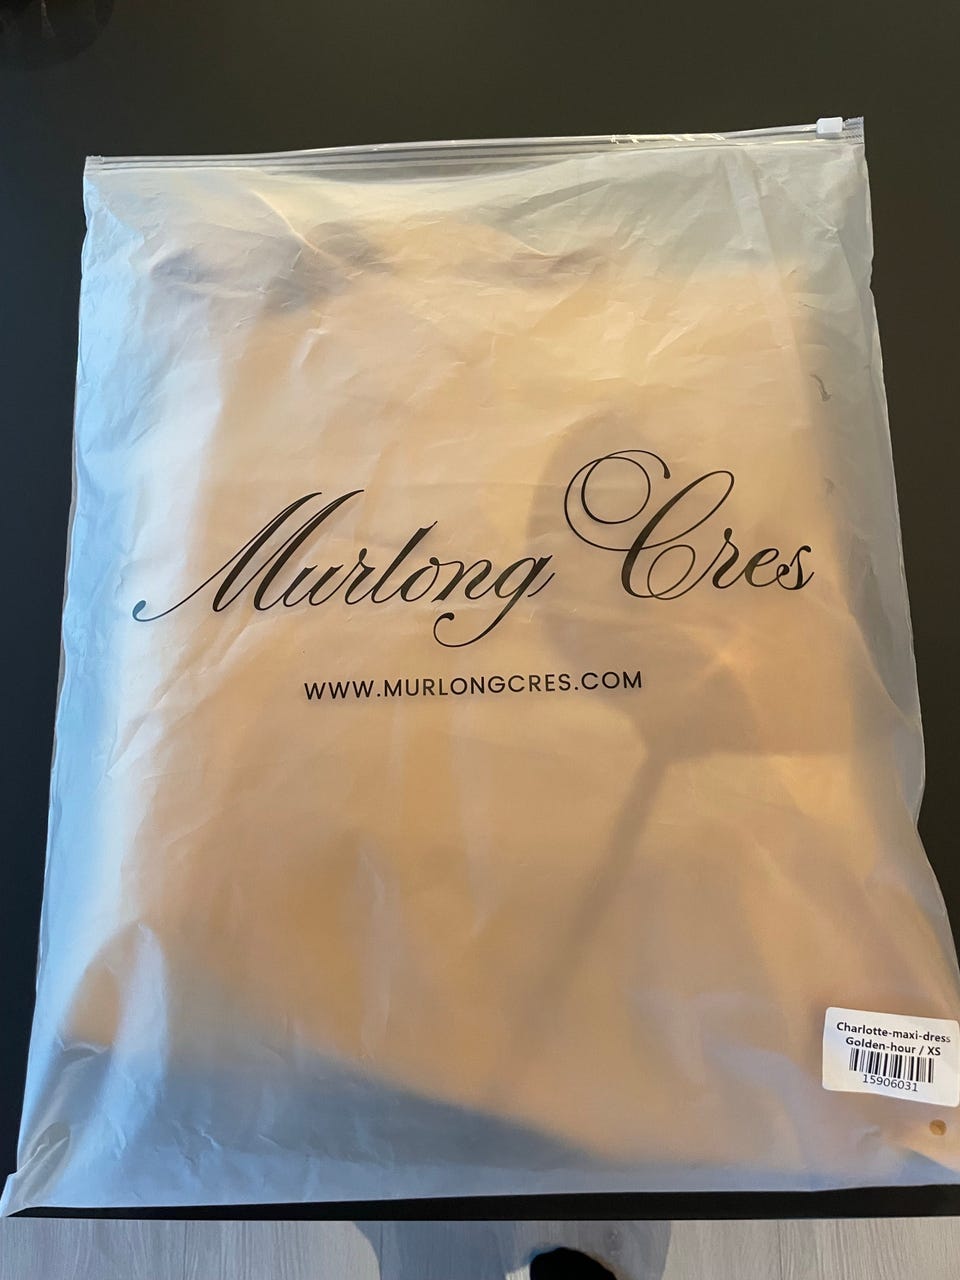 Murlong Cres
WWW.MURLONGCRES.COM
Charlotte-maxi-dress
Golden-hour / XS
15906031